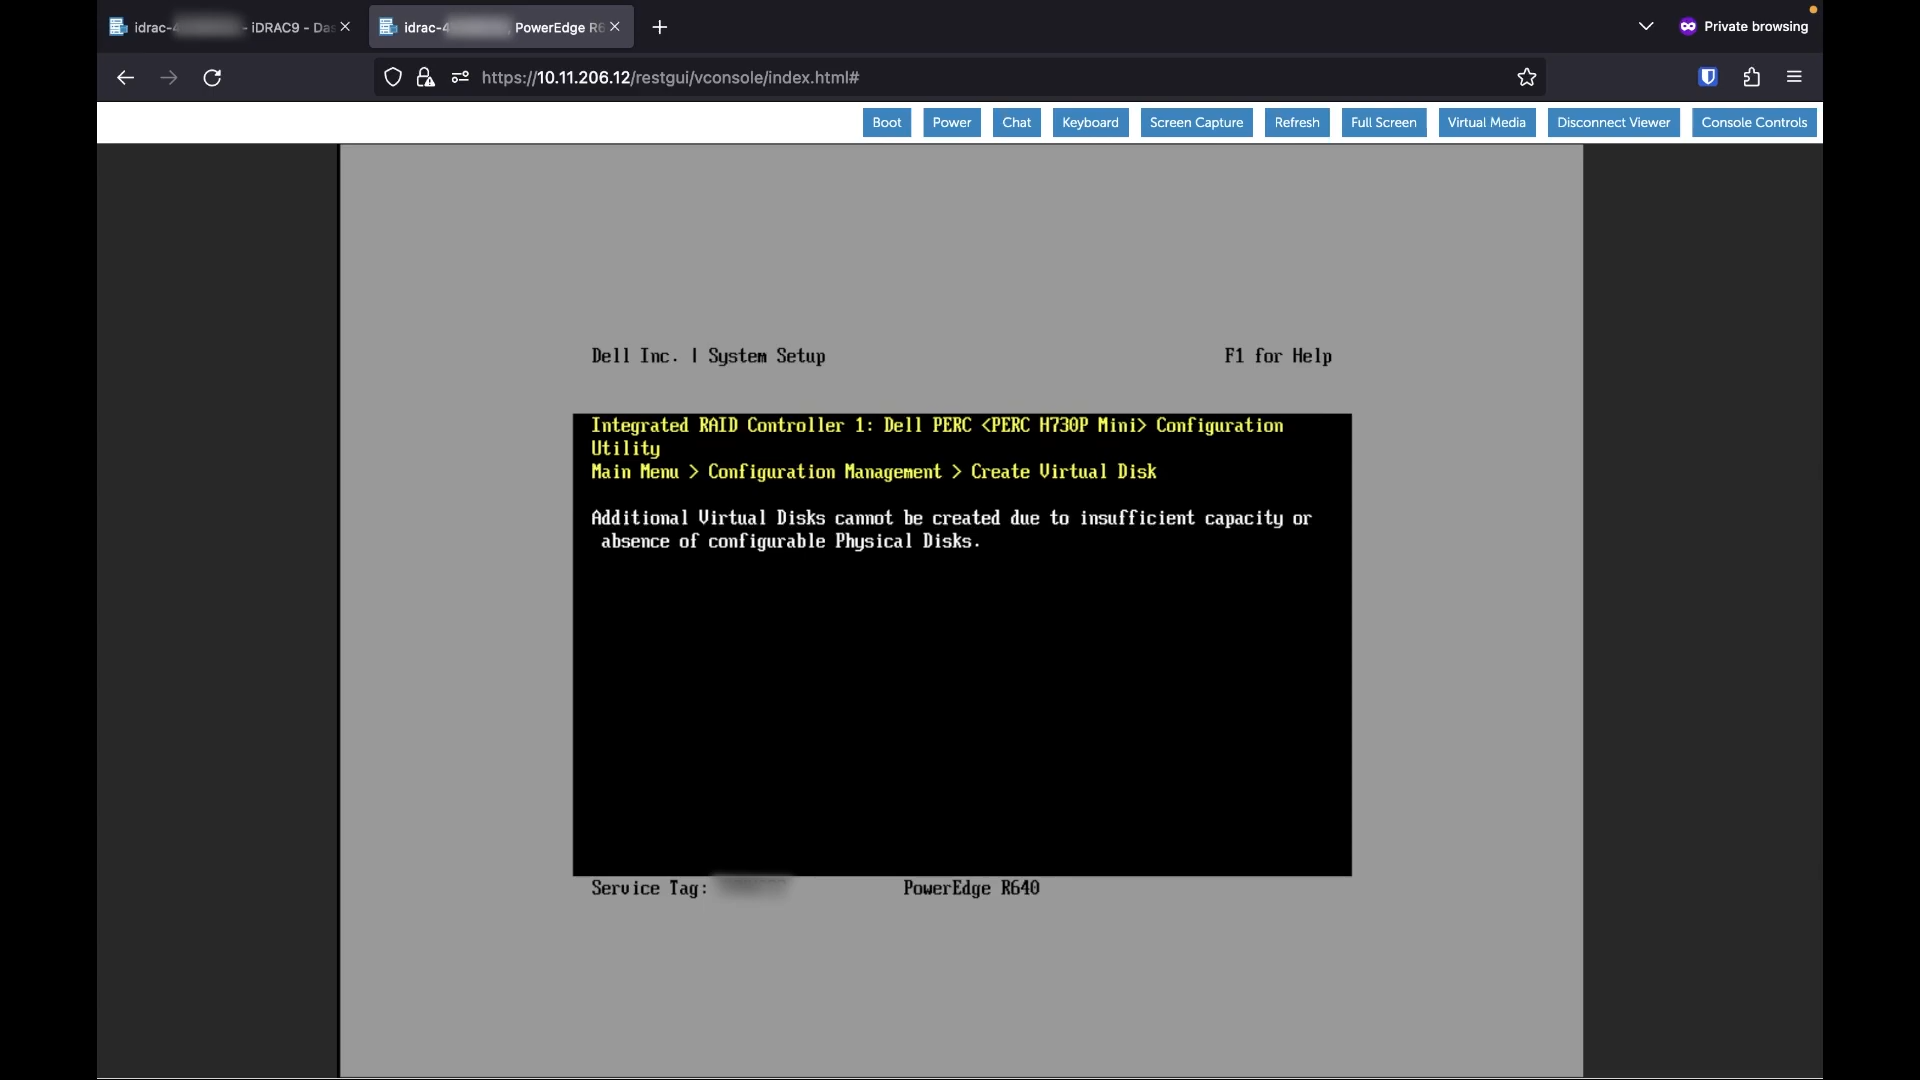 idrac-4 - iDRAC9 - Das
idrac-4 PowerEdge R6
Private browsing
https://10.11.206.12/restgui/vconsole/index.html#
Boot Power Chat Keyboard Screen Capture Refresh Full Screen Virtual Media Disconnect Viewer Console Controls
Dell Inc. | System Setup F1 for Help
Integrated RAID Controller 1: Dell PERC <PERC H730P Mini> Configuration
Utility
Main Menu > Configuration Management > Create Virtual Disk
Additional Virtual Disks cannot be created due to insufficient capacity or
absence of configurable Physical Disks.
Service Tag: PowerEdge R640